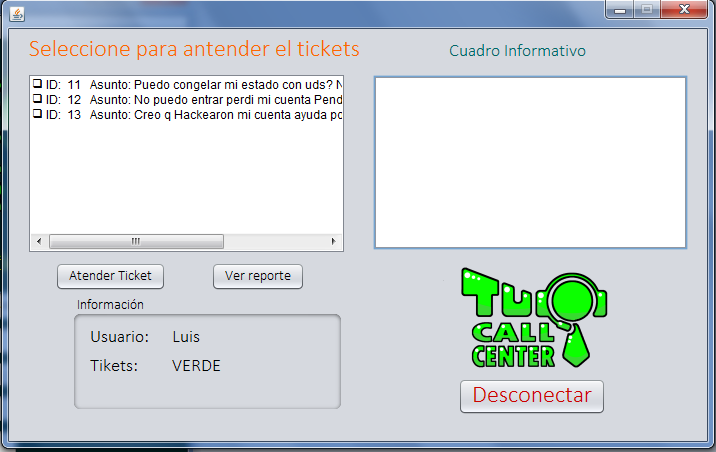 Seleccione para antender el tickets
Cuadro Informativo
ID: 11 Asunto: Puedo congelar mi estado con uds? N
ID: 12 Asunto: No puedo entrar perdi mi cuenta Pend
ID: 13 Asunto: Creo q Hackearon mi cuenta ayuda po
Atender Ticket
Ver reporte
Información
Usuario: Luis
Tikets: VERDE
Tu
CALL
CENTER
Desconectar